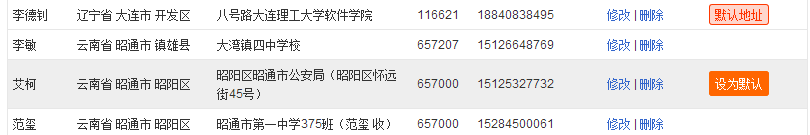 李德钊 辽宁省 大连市 开发区 八号路大连理工大学软件学院 116621 18840838495 修改 | 删除 默认地址
李敏 云南省 昭通市 镇雄县 大湾镇四中学校 657207 15126648769 修改 | 删除
艾柯 云南省 昭通市 昭阳区 昭阳区昭通市公安局（昭阳区怀远街45号） 657000 15125327732 修改 | 删除 设为默认
范玺 云南省 昭通市 昭阳区 昭通市第一中学375班（范玺 收） 657000 15284500061 修改 | 删除